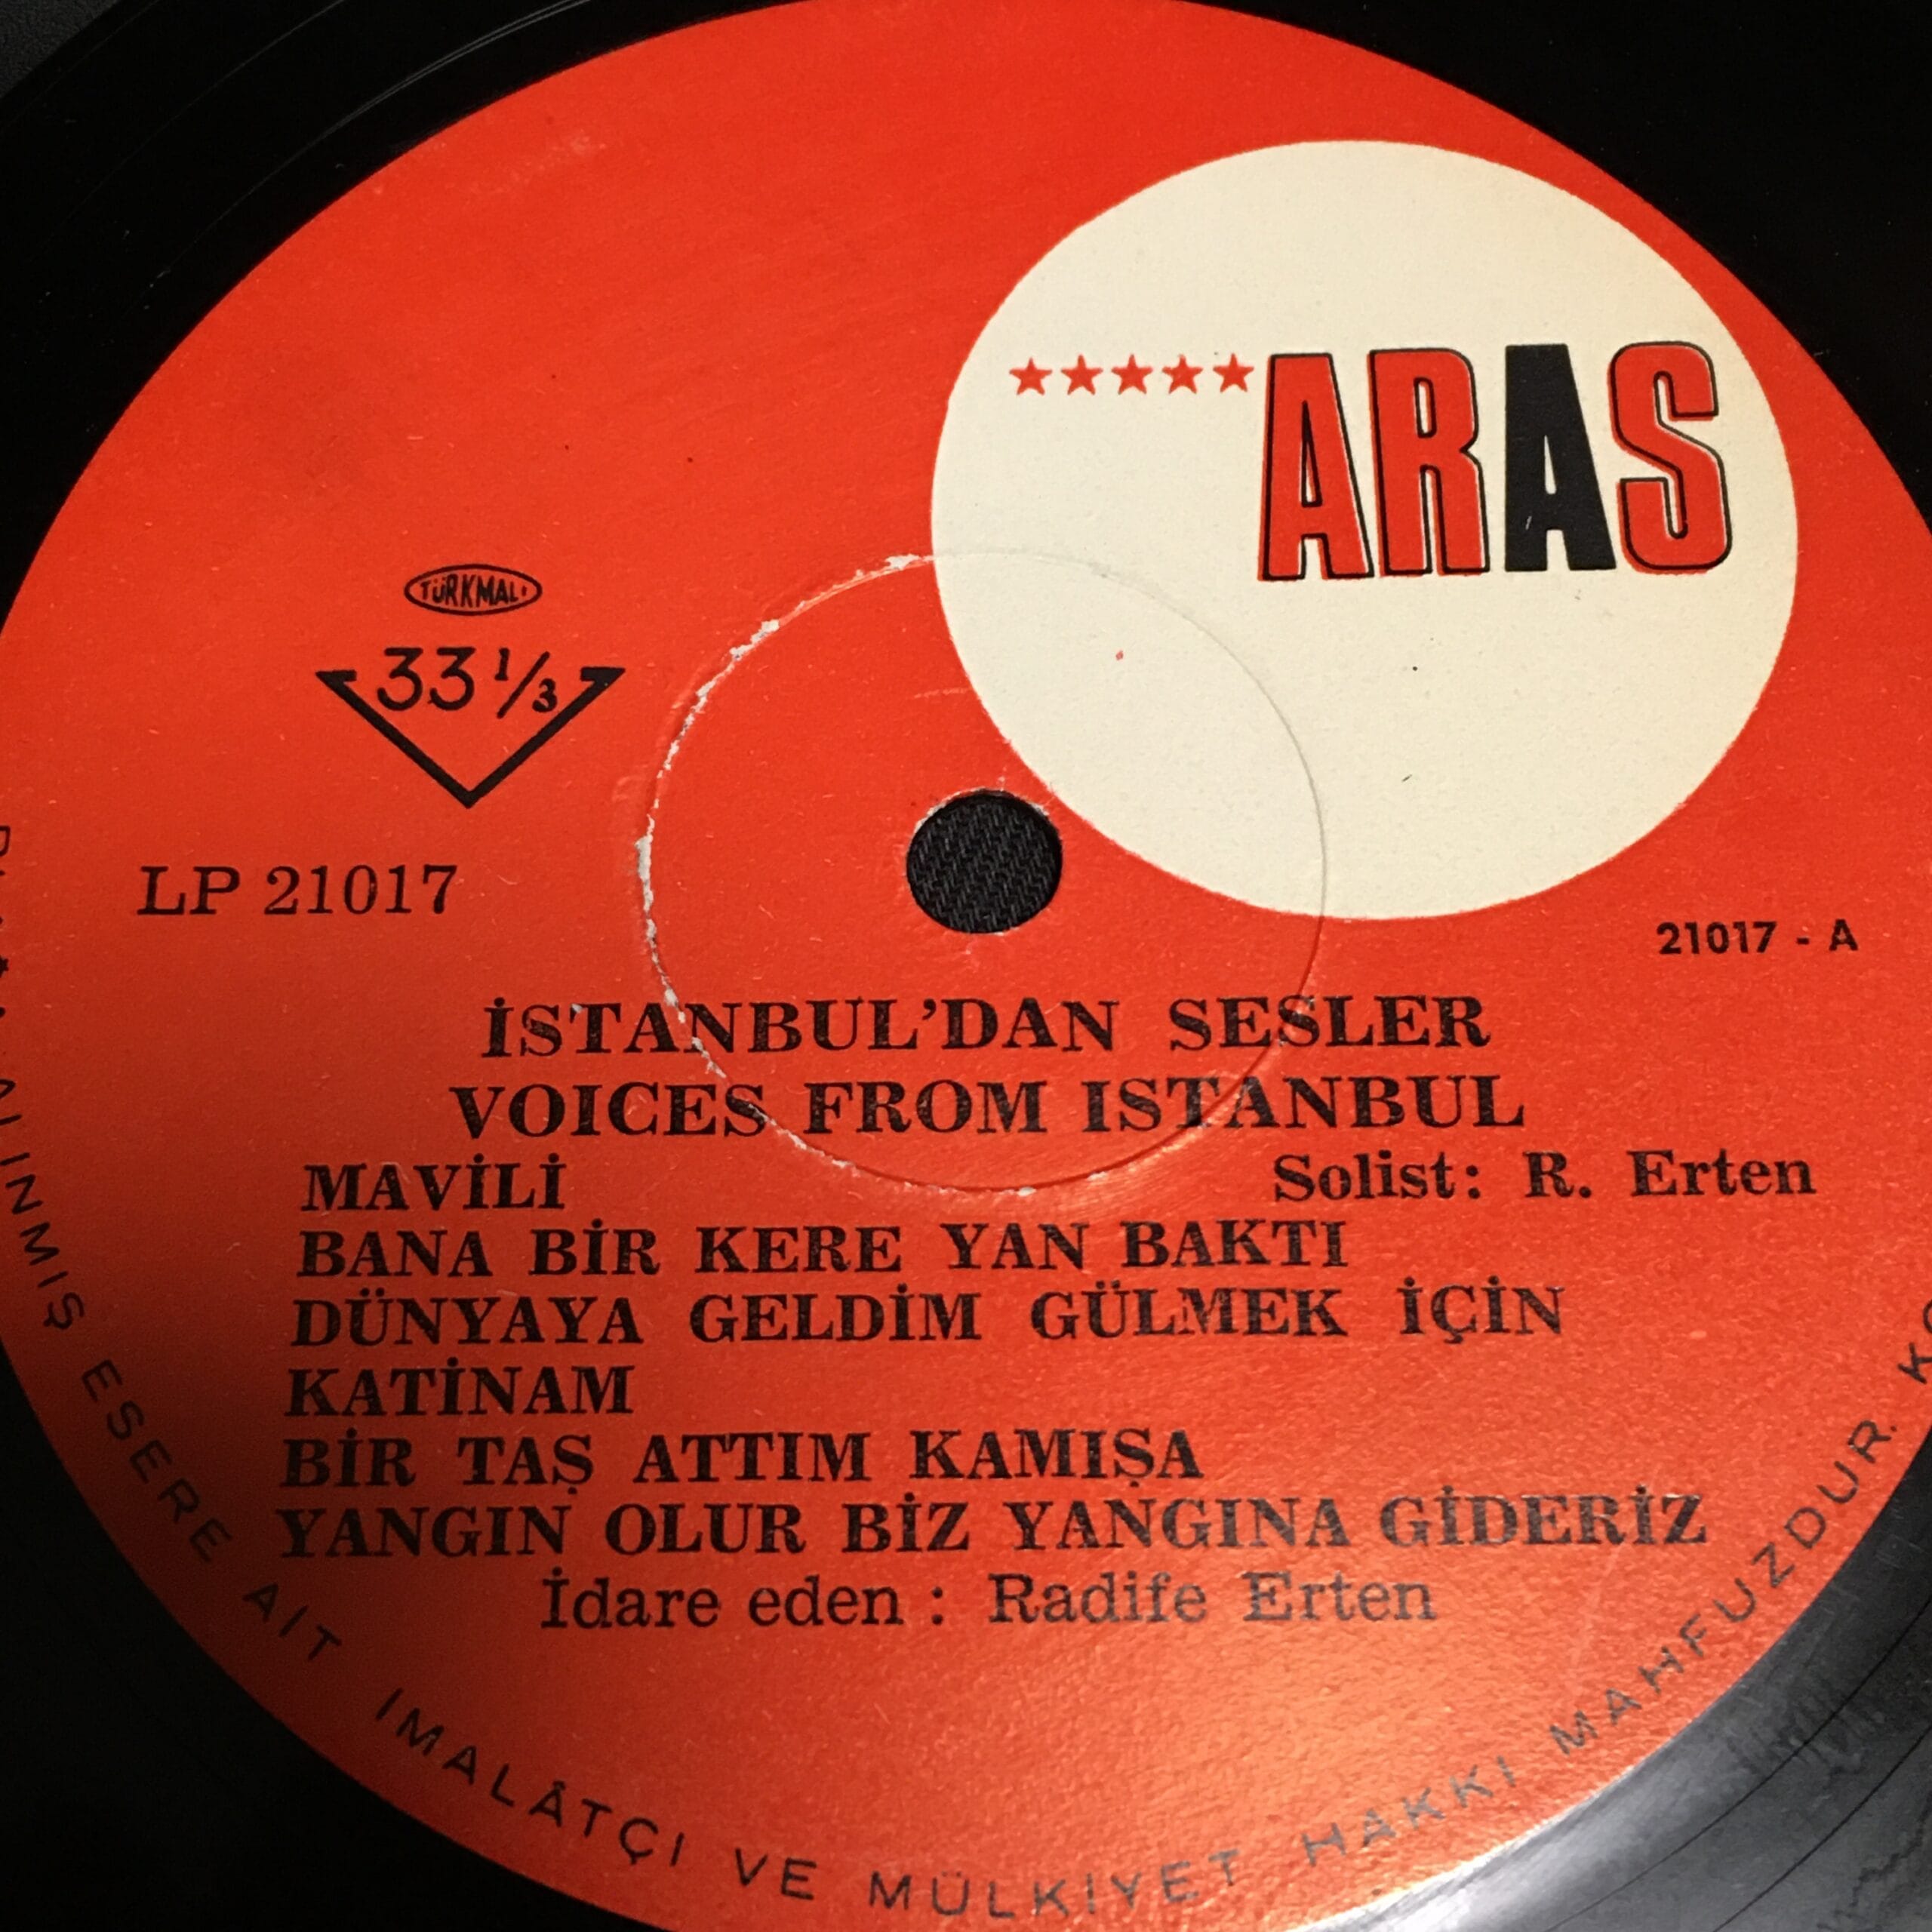 ★★★★★ARAS
TÜRKMALI
33 1/3
LP 21017
21017 - A
İSTANBUL'DAN SESLER
VOICES FROM ISTANBUL
MAVİLİ Solist: R. Erten
BANA BİR KERE YAN BAKTI
DÜNYAYA GELDİM GÜLMEK İÇİN
KATİNAM
BİR TAŞ ATTIM KAMIŞA
YANGIN OLUR BİZ YANGINA GİDERİZ
İdare eden : Radife Erten
ESERE AİT IMALÂTÇI VE MÜLKİYET HAKKI MAHFUZDUR.